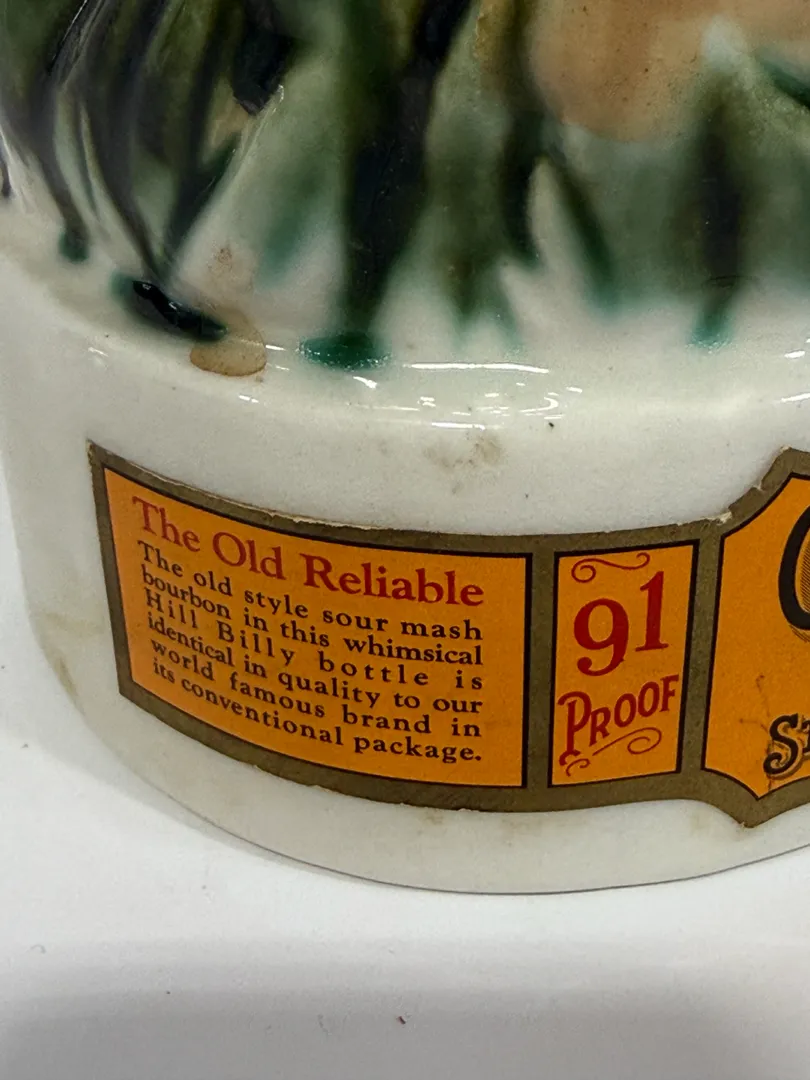 The Old Reliable
The old style sour mash
bourbon in this whimsical
Hill Billy bottle is
identical in quality to our
world famous brand in
its conventional package.
91
PROOF